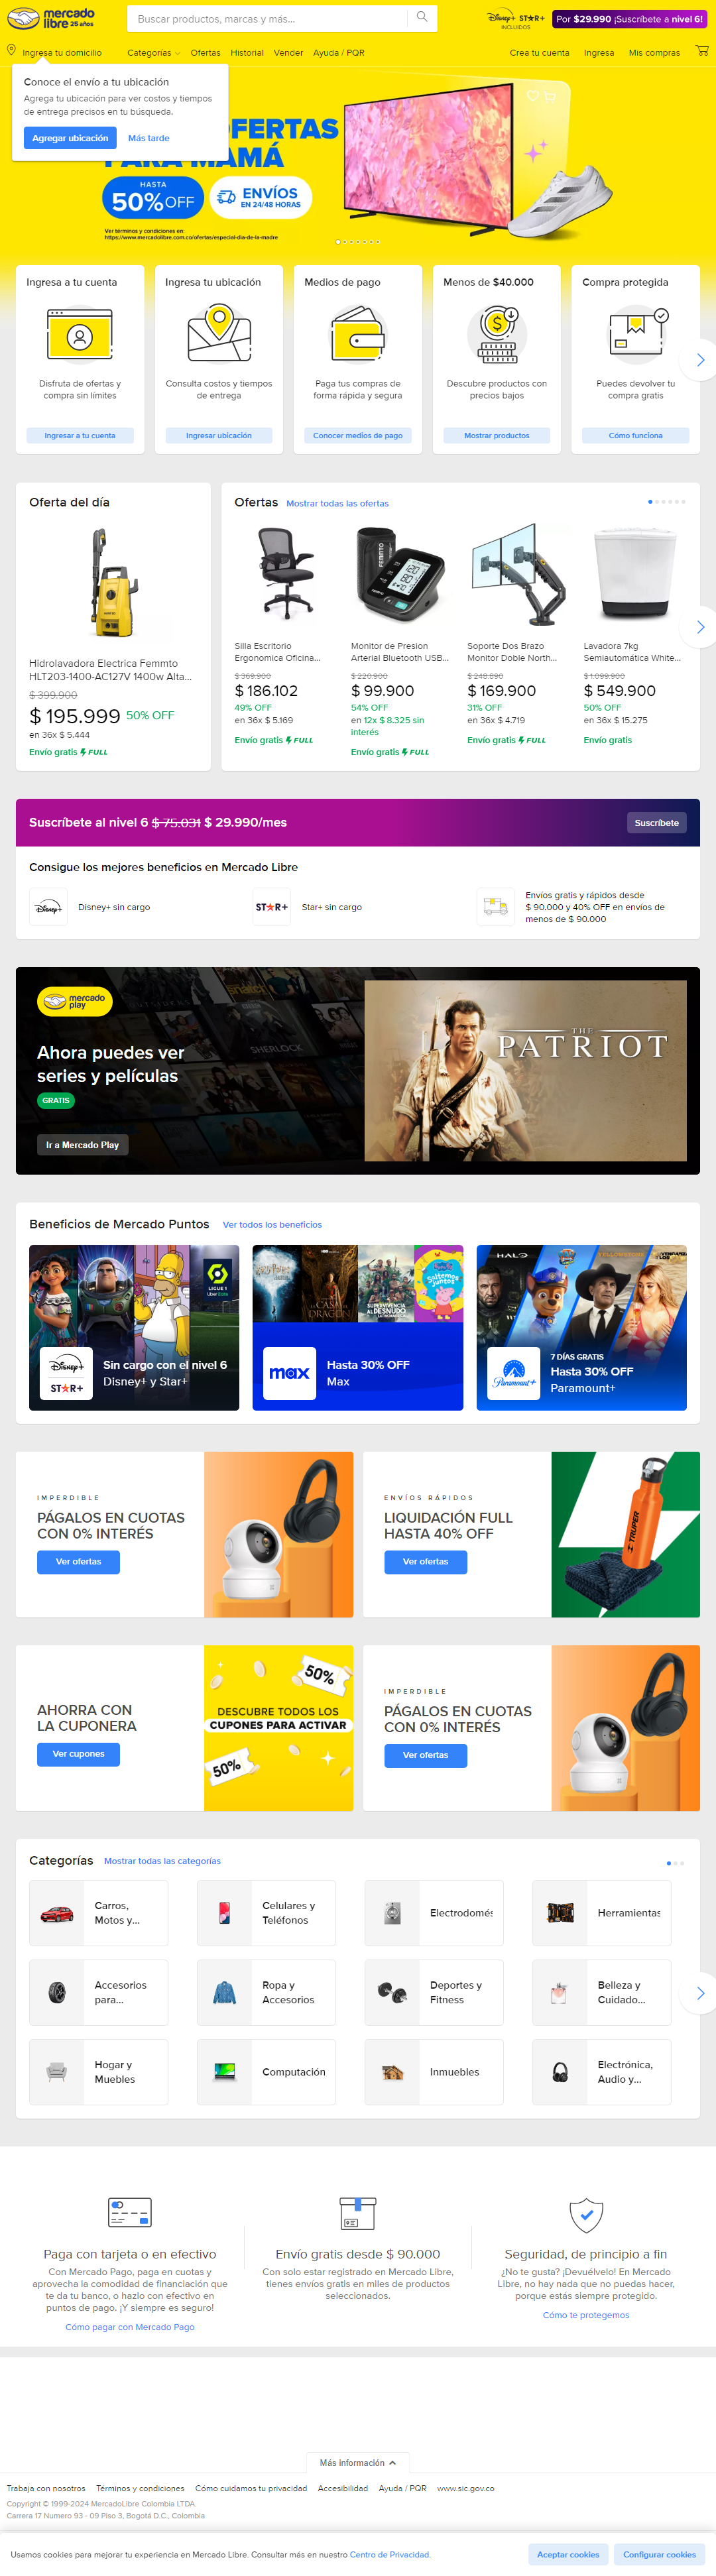 mercado
libre 25 años
Buscar productos, marcas y más...
Disney+ STAR+
INCLUIDOS
Por $29.990 ¡Suscríbete a nivel 6!
Ingresa tu domicilio
Categorías Ofertas Historial Vender Ayuda / PQR
Crea tu cuenta Ingresa Mis compras
Conoce el envío a tu ubicación
Agrega tu ubicación para ver costos y tiempos
de entrega precisos en tu búsqueda.
Agregar ubicación Más tarde
OFERTAS
PARA MAMÁ
HASTA
50% OFF
ENVÍOS
EN 24/48 HORAS
Ver términos y condiciones en:
https://www.mercadolibre.com.co/ofertas/especial-dia-de-la-madre
Ingresa a tu cuenta
Disfruta de ofertas y
compra sin límites
Ingresar a tu cuenta
Ingresa tu ubicación
Consulta costos y tiempos
de entrega
Ingresar ubicación
Medios de pago
Paga tus compras de
forma rápida y segura
Conocer medios de pago
Menos de $40.000
Descubre productos con
precios bajos
Mostrar productos
Compra protegida
Puedes devolver tu
compra gratis
Cómo funciona
Oferta del día
Hidrolavadora Electrica Femmto
HLT203-1400-AC127V 1400w Alta...
$ 399.900
$ 195.999 50% OFF
en 36x $ 5.444
Envío gratis FULL
Ofertas Mostrar todas las ofertas
Silla Escritorio
Ergonomica Oficina...
$ 369.900
$ 186.102
49% OFF
en 36x $ 5.169
Envío gratis FULL
Monitor de Presion
Arterial Bluetooth USB...
$ 220.900
$ 99.900
54% OFF
en 12x $ 8.325 sin
interés
Envío gratis FULL
Soporte Dos Brazo
Monitor Doble North...
$ 248.890
$ 169.900
31% OFF
en 36x $ 4.719
Envío gratis FULL
Lavadora 7kg
Semiautomática White...
$ 1.099.900
$ 549.900
50% OFF
en 36x $ 15.275
Envío gratis
Suscríbete al nivel 6 $ 75.031 $ 29.990/mes
Suscríbete
Consigue los mejores beneficios en Mercado Libre
Disney+
Disney+ sin cargo
STAR+
Star+ sin cargo
Envíos gratis y rápidos desde
$ 90.000 y 40% OFF en envíos de
menos de $ 90.000
mercado
play
Ahora puedes ver
series y películas
GRATIS
Ir a Mercado Play
SHERLOCK
THE
PATRIOT
Beneficios de Mercado Puntos Ver todos los beneficios
LIGUE 1
Uber Eats
Disney+
STAR+
Sin cargo con el nivel 6
Disney+ y Star+
LA CASA DEL
DRAGÓN
SUPERVIVENCIA
AL DESNUDO
Saltemos
juntos
max
Hasta 30% OFF
Max
HALO
Paramount+
7 DÍAS GRATIS
Hasta 30% OFF
Paramount+
IMPERDIBLE
PÁGALOS EN CUOTAS
CON 0% INTERÉS
Ver ofertas
ENVÍOS RÁPIDOS
LIQUIDACIÓN FULL
HASTA 40% OFF
Ver ofertas
TRUPER
AHORRA CON
LA CUPONERA
Ver cupones
50%
DESCUBRE TODOS LOS
CUPONES PARA ACTIVAR
50%
IMPERDIBLE
PÁGALOS EN CUOTAS
CON 0% INTERÉS
Ver ofertas
Categorías Mostrar todas las categorías
Carros,
Motos y...
Celulares y
Teléfonos
Electrodomés
Herramientas
Accesorios
para...
Ropa y
Accesorios
Deportes y
Fitness
Belleza y
Cuidado...
Hogar y
Muebles
Computación
Inmuebles
Electrónica,
Audio y...
Paga con tarjeta o en efectivo
Con Mercado Pago, paga en cuotas y
aprovecha la comodidad de financiación que
te da tu banco, o hazlo con efectivo en
puntos de pago. ¡Y siempre es seguro!
Cómo pagar con Mercado Pago
Envío gratis desde $ 90.000
Con solo estar registrado en Mercado Libre,
tienes envíos gratis en miles de productos
seleccionados.
Seguridad, de principio a fin
¿No te gusta? ¡Devuélvelo! En Mercado
Libre, no hay nada que no puedas hacer,
porque estás siempre protegido.
Cómo te protegemos
Más información
Trabaja con nosotros Términos y condiciones Cómo cuidamos tu privacidad Accesibilidad Ayuda / PQR www.sic.gov.co
Copyright © 1999-2024 MercadoLibre Colombia LTDA.
Carrera 17 Numero 93 - 09 Piso 3, Bogotá D.C., Colombia
Usamos cookies para mejorar tu experiencia en Mercado Libre. Consultar más en nuestro Centro de Privacidad.
Aceptar cookies Configurar cookies